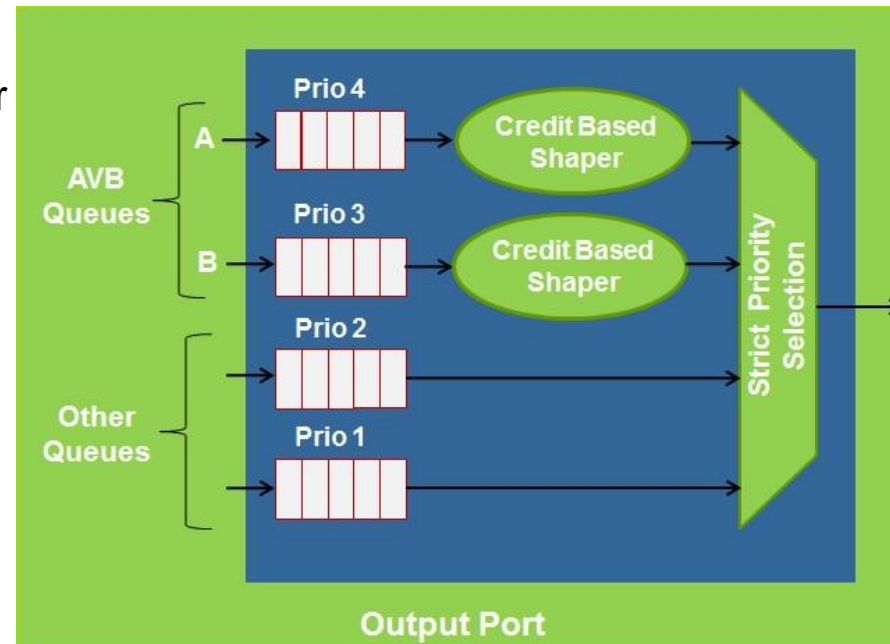 r
Prio 4
A
Credit Based
Shaper
AVB
Queues
Prio 3
B
Credit Based
Shaper
Strict Priority
Selection
Prio 2
Other
Queues
Prio 1
Output Port